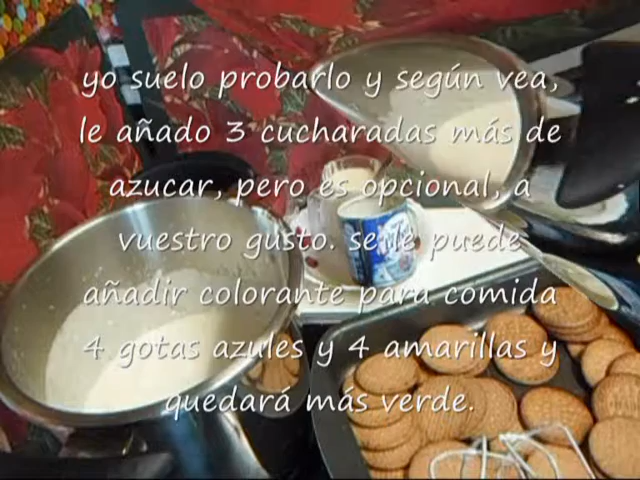 yo suelo probarlo y según vea,
le añado 3 cucharadas más de
azucar, pero es opcional, a
vuestro gusto. se le puede
añadir colorante para comida
4 gotas azules y 4 amarillas y
quedará más verde.